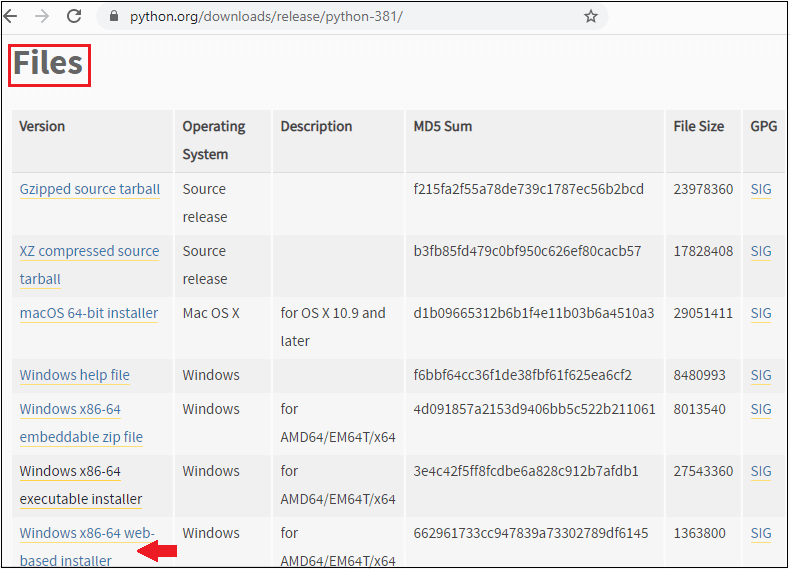 python.org/downloads/release/python-381/
Files
Version Operating System Description MD5 Sum File Size GPG
Gzipped source tarball Source release f215fa2f55a78de739c1787ec56b2bcd 23978360 SIG
XZ compressed source tarball Source release b3fb85fd479c0bf950c626ef80cacb57 17828408 SIG
macOS 64-bit installer Mac OS X for OS X 10.9 and later d1b09665312b6b1f4e11b03b6a4510a3 29051411 SIG
Windows help file Windows f6bbf64cc36f1de38fbf61f625ea6cf2 8480993 SIG
Windows x86-64 embeddable zip file Windows for AMD64/EM64T/x64 4d091857a2153d9406bb5c522b211061 8013540 SIG
Windows x86-64 executable installer Windows for AMD64/EM64T/x64 3e4c42f5ff8fcdbe6a828c912b7afdb1 27543360 SIG
Windows x86-64 web-based installer Windows for AMD64/EM64T/x64 662961733cc947839a73302789df6145 1363800 SIG